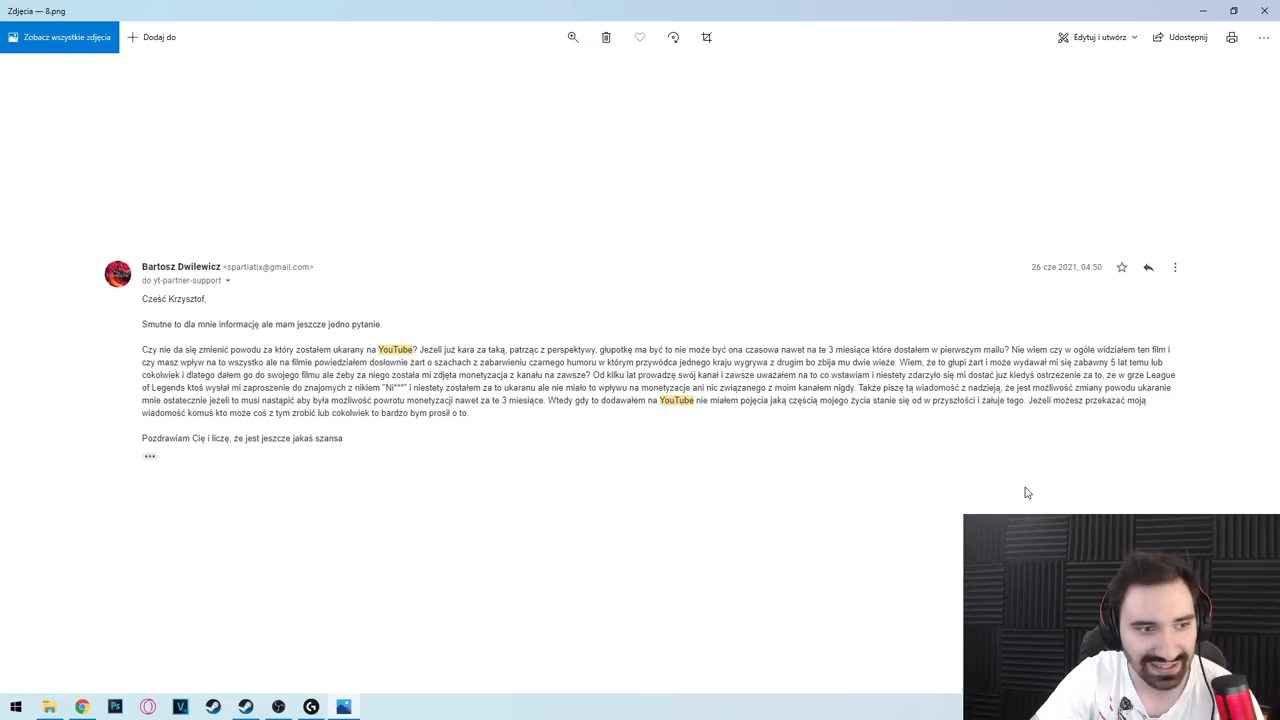 Zdjęcia — 8.png
Zobacz wszystkie zdjęcia
Dodaj do
Edytuj i utwórz
Udostępnij
Bartosz Dwilewicz <spartiatix@gmail.com>
26 cze 2021, 04:50
do yt-partner-support
Cześć Krzysztof,
Smutne to dla mnie informację ale mam jeszcze jedno pytanie.
Czy nie da się zmienić powodu za który zostałem ukarany na YouTube? Jeżeli już kara za taką, patrząc z perspektywy, głupotkę ma być to nie może być ona czasowa nawet na te 3 miesiące które dostałem w pierwszym mailu? Nie wiem czy w ogóle widziałem ten film i
czy masz wpływ na to wszystko ale na filmie powiedziałem dosłownie żart o szachach z zabarwieniu czarnego humoru w którym przywódca jednego kraju wygrywa z drugim bo zbija mu dwie wieże. Wiem, że to głupi żart i może wydawał mi się zabawny 5 lat temu lub
cokolwiek i dlatego dałem go do swojego filmu ale żeby za niego została mi zdjęta monetyzacja z kanału na zawsze? Od kilku lat prowadzę swój kanał i zawsze uważałem na to co wstawiam i niestety zdarzyło się mi dostać już kiedyś ostrzeżenie za to, że w grze League
of Legends ktoś wysłał mi zaproszenie do znajomych z nikiem "Ni***" i niestety zostałem za to ukaranu ale nie miało to wpływu na monetyzacje ani nic związanego z moim kanałem nigdy. Także piszę tą wiadomość z nadzieją, że jest możliwość zmiany powodu ukaranie
mnie ostatecznie jeżeli to musi nastąpić aby była możliwość powrotu monetyzacji nawet za te 3 miesiące. Wtedy gdy to dodawałem na YouTube nie miałem pojęcia jaką częścią mojego życia stanie się od w przyszłości i żałuje tego. Jeżeli możesz przekazać moją
wiadomość komuś kto może coś z tym zrobić lub cokolwiek to bardzo bym prosił o to.
Pozdrawiam Cię i liczę, że jest jeszcze jakaś szansa